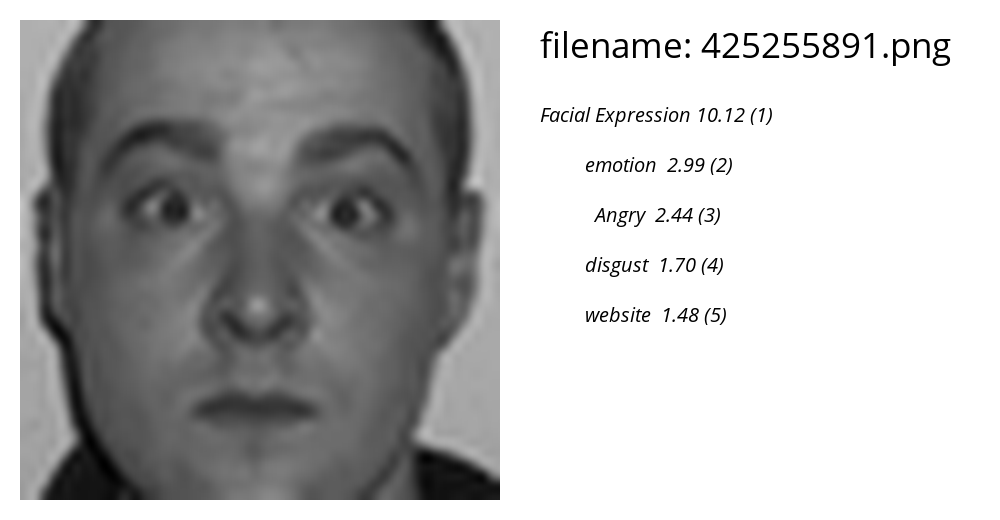 filename: 425255891.png
Facial Expression 10.12 (1)
emotion 2.99 (2)
Angry 2.44 (3)
disgust 1.70 (4)
website 1.48 (5)